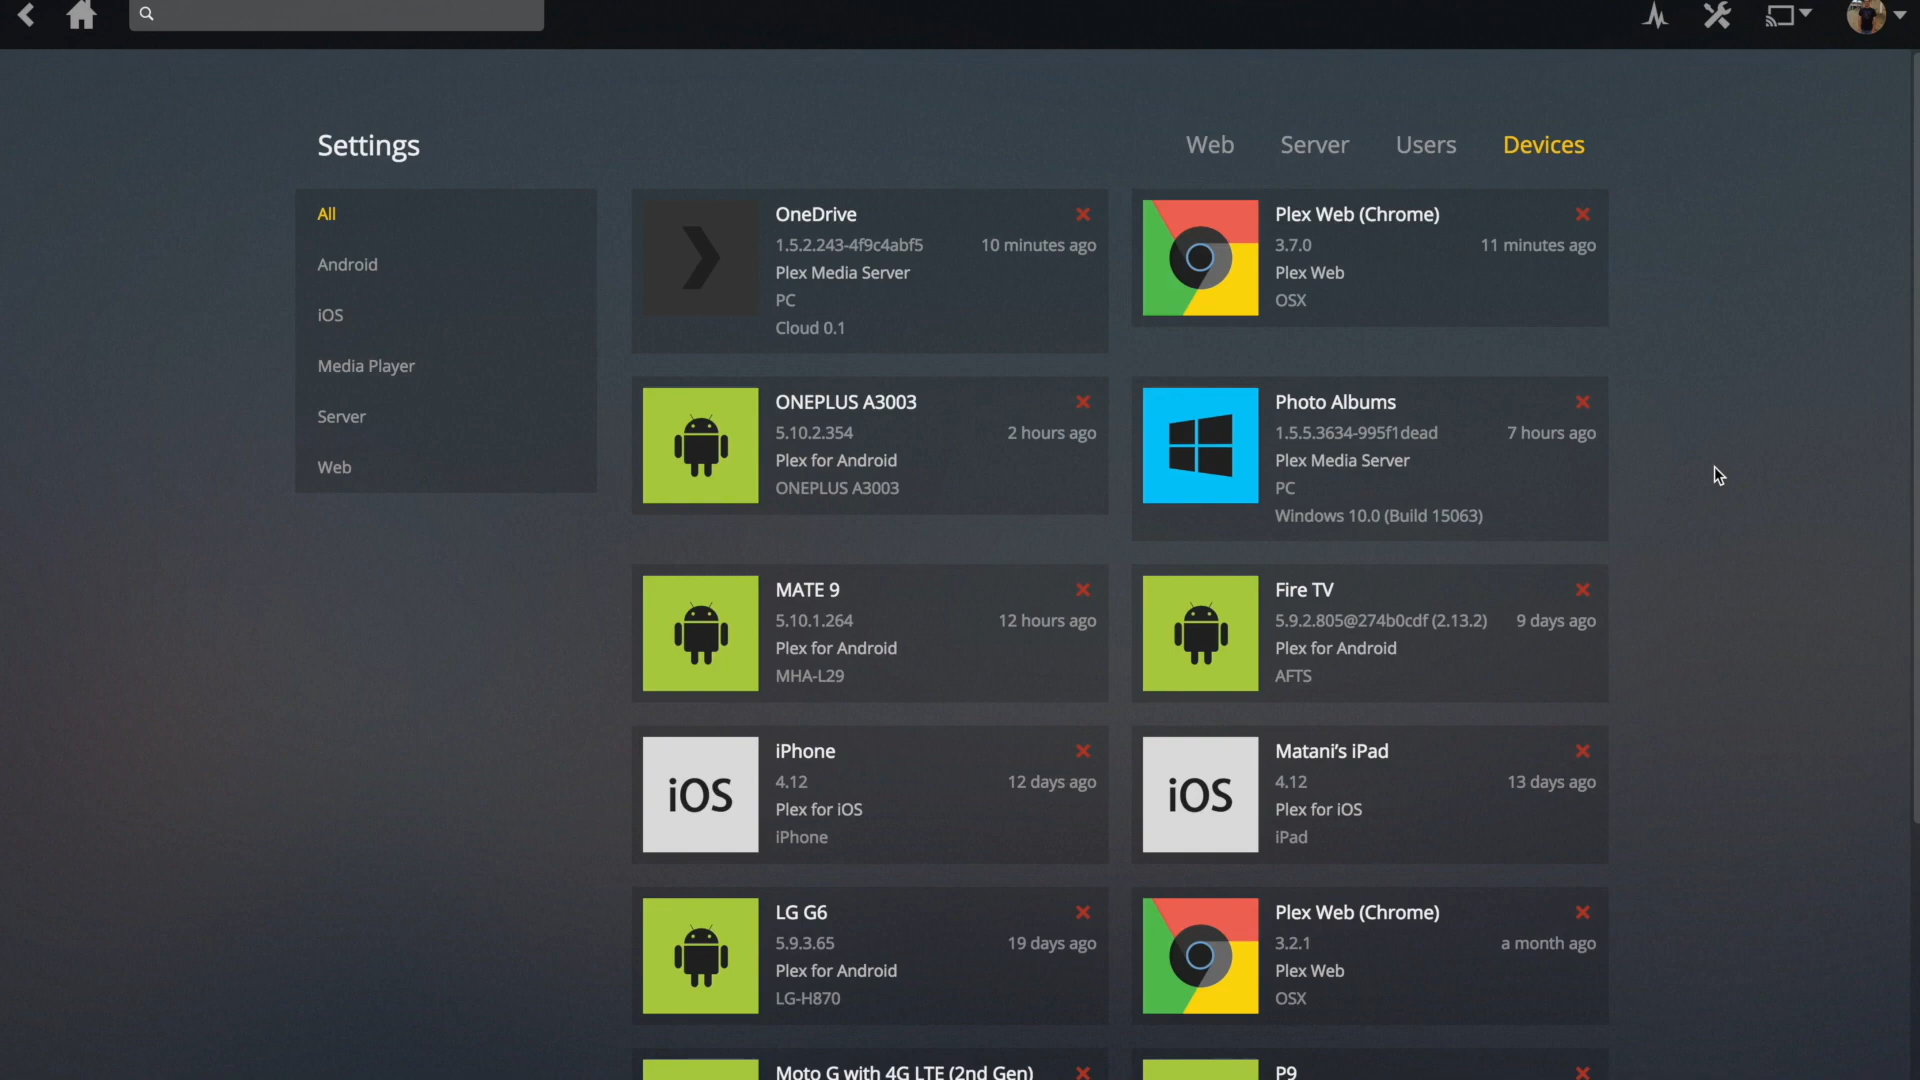 Settings
Web Server Users Devices
All
Android
iOS
Media Player
Server
Web
OneDrive
1.5.2.243-4f9c4abf5 10 minutes ago
Plex Media Server
PC
Cloud 0.1
Plex Web (Chrome)
3.7.0 11 minutes ago
Plex Web
OSX
ONEPLUS A3003
5.10.2.354 2 hours ago
Plex for Android
ONEPLUS A3003
Photo Albums
1.5.5.3634-995f1dead 7 hours ago
Plex Media Server
PC
Windows 10.0 (Build 15063)
MATE 9
5.10.1.264 12 hours ago
Plex for Android
MHA-L29
Fire TV
5.9.2.805@274b0cdf (2.13.2) 9 days ago
Plex for Android
AFTS
iOS
iPhone
4.12 12 days ago
Plex for iOS
iPhone
iOS
Matani’s iPad
4.12 13 days ago
Plex for iOS
iPad
LG G6
5.9.3.65 19 days ago
Plex for Android
LG-H870
Plex Web (Chrome)
3.2.1 a month ago
Plex Web
OSX
Moto G with 4G LTE (2nd Gen)
P9